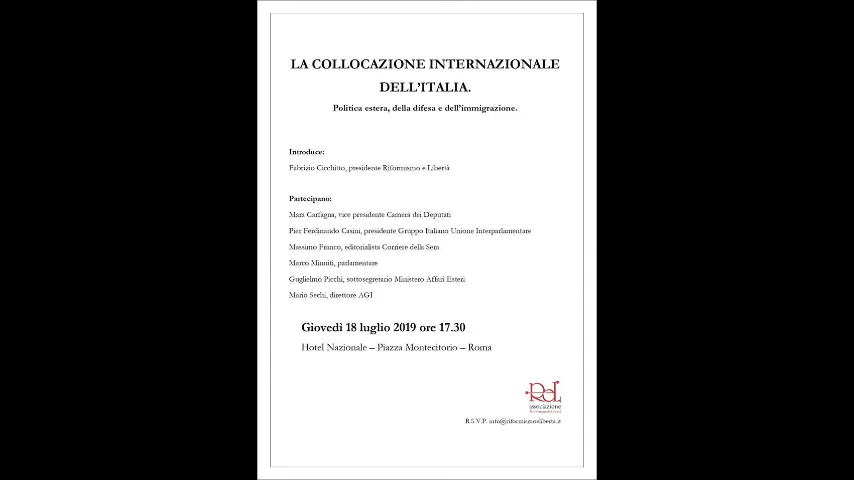 LA COLLOCAZIONE INTERNAZIONALE
DELL'ITALIA.
Politica estera, della difesa e dell'immigrazione.
Introduce:
Fabrizio Cicchitto, presidente Riformismo e Libertà
Partecipano:
Mara Carfagna, vice presidente Camera dei Deputati
Pier Ferdinando Casini, presidente Gruppo Italiano Unione Interparlamentare
Massimo Franco, editorialista Corriere della Sera
Marco Minniti, parlamentare
Guglielmo Picchi, sottosegretario Ministero Affari Esteri
Mario Sechi, direttore AGI
Giovedì 18 luglio 2019 ore 17.30
Hotel Nazionale – Piazza Montecitorio – Roma
ReL
associazione
R.S.V.P. info@riformismoeliberta.it